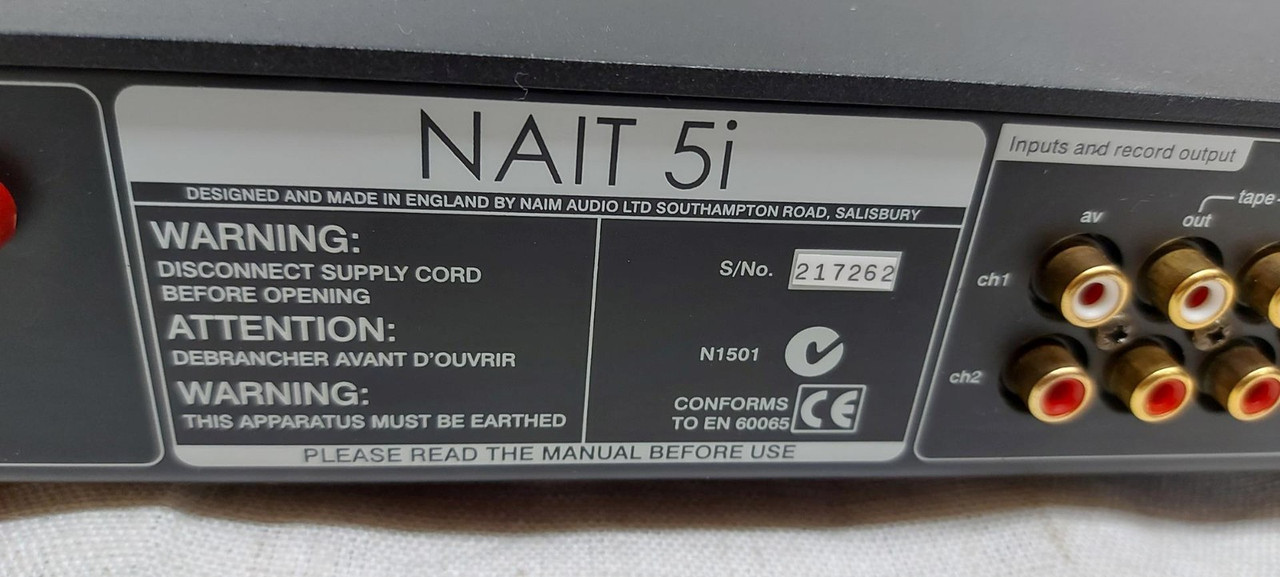 NAIT 5i
DESIGNED AND MADE IN ENGLAND BY NAIM AUDIO LTD SOUTHAMPTON ROAD, SALISBURY
WARNING:
DISCONNECT SUPPLY CORD
BEFORE OPENING
ATTENTION:
DEBRANCHER AVANT D'OUVRIR
WARNING:
THIS APPARATUS MUST BE EARTHED
S/No. 217262
N1501
CONFORMS
TO EN 60065 CE
PLEASE READ THE MANUAL BEFORE USE
Inputs and record output
av
out
tape
ch1
ch2